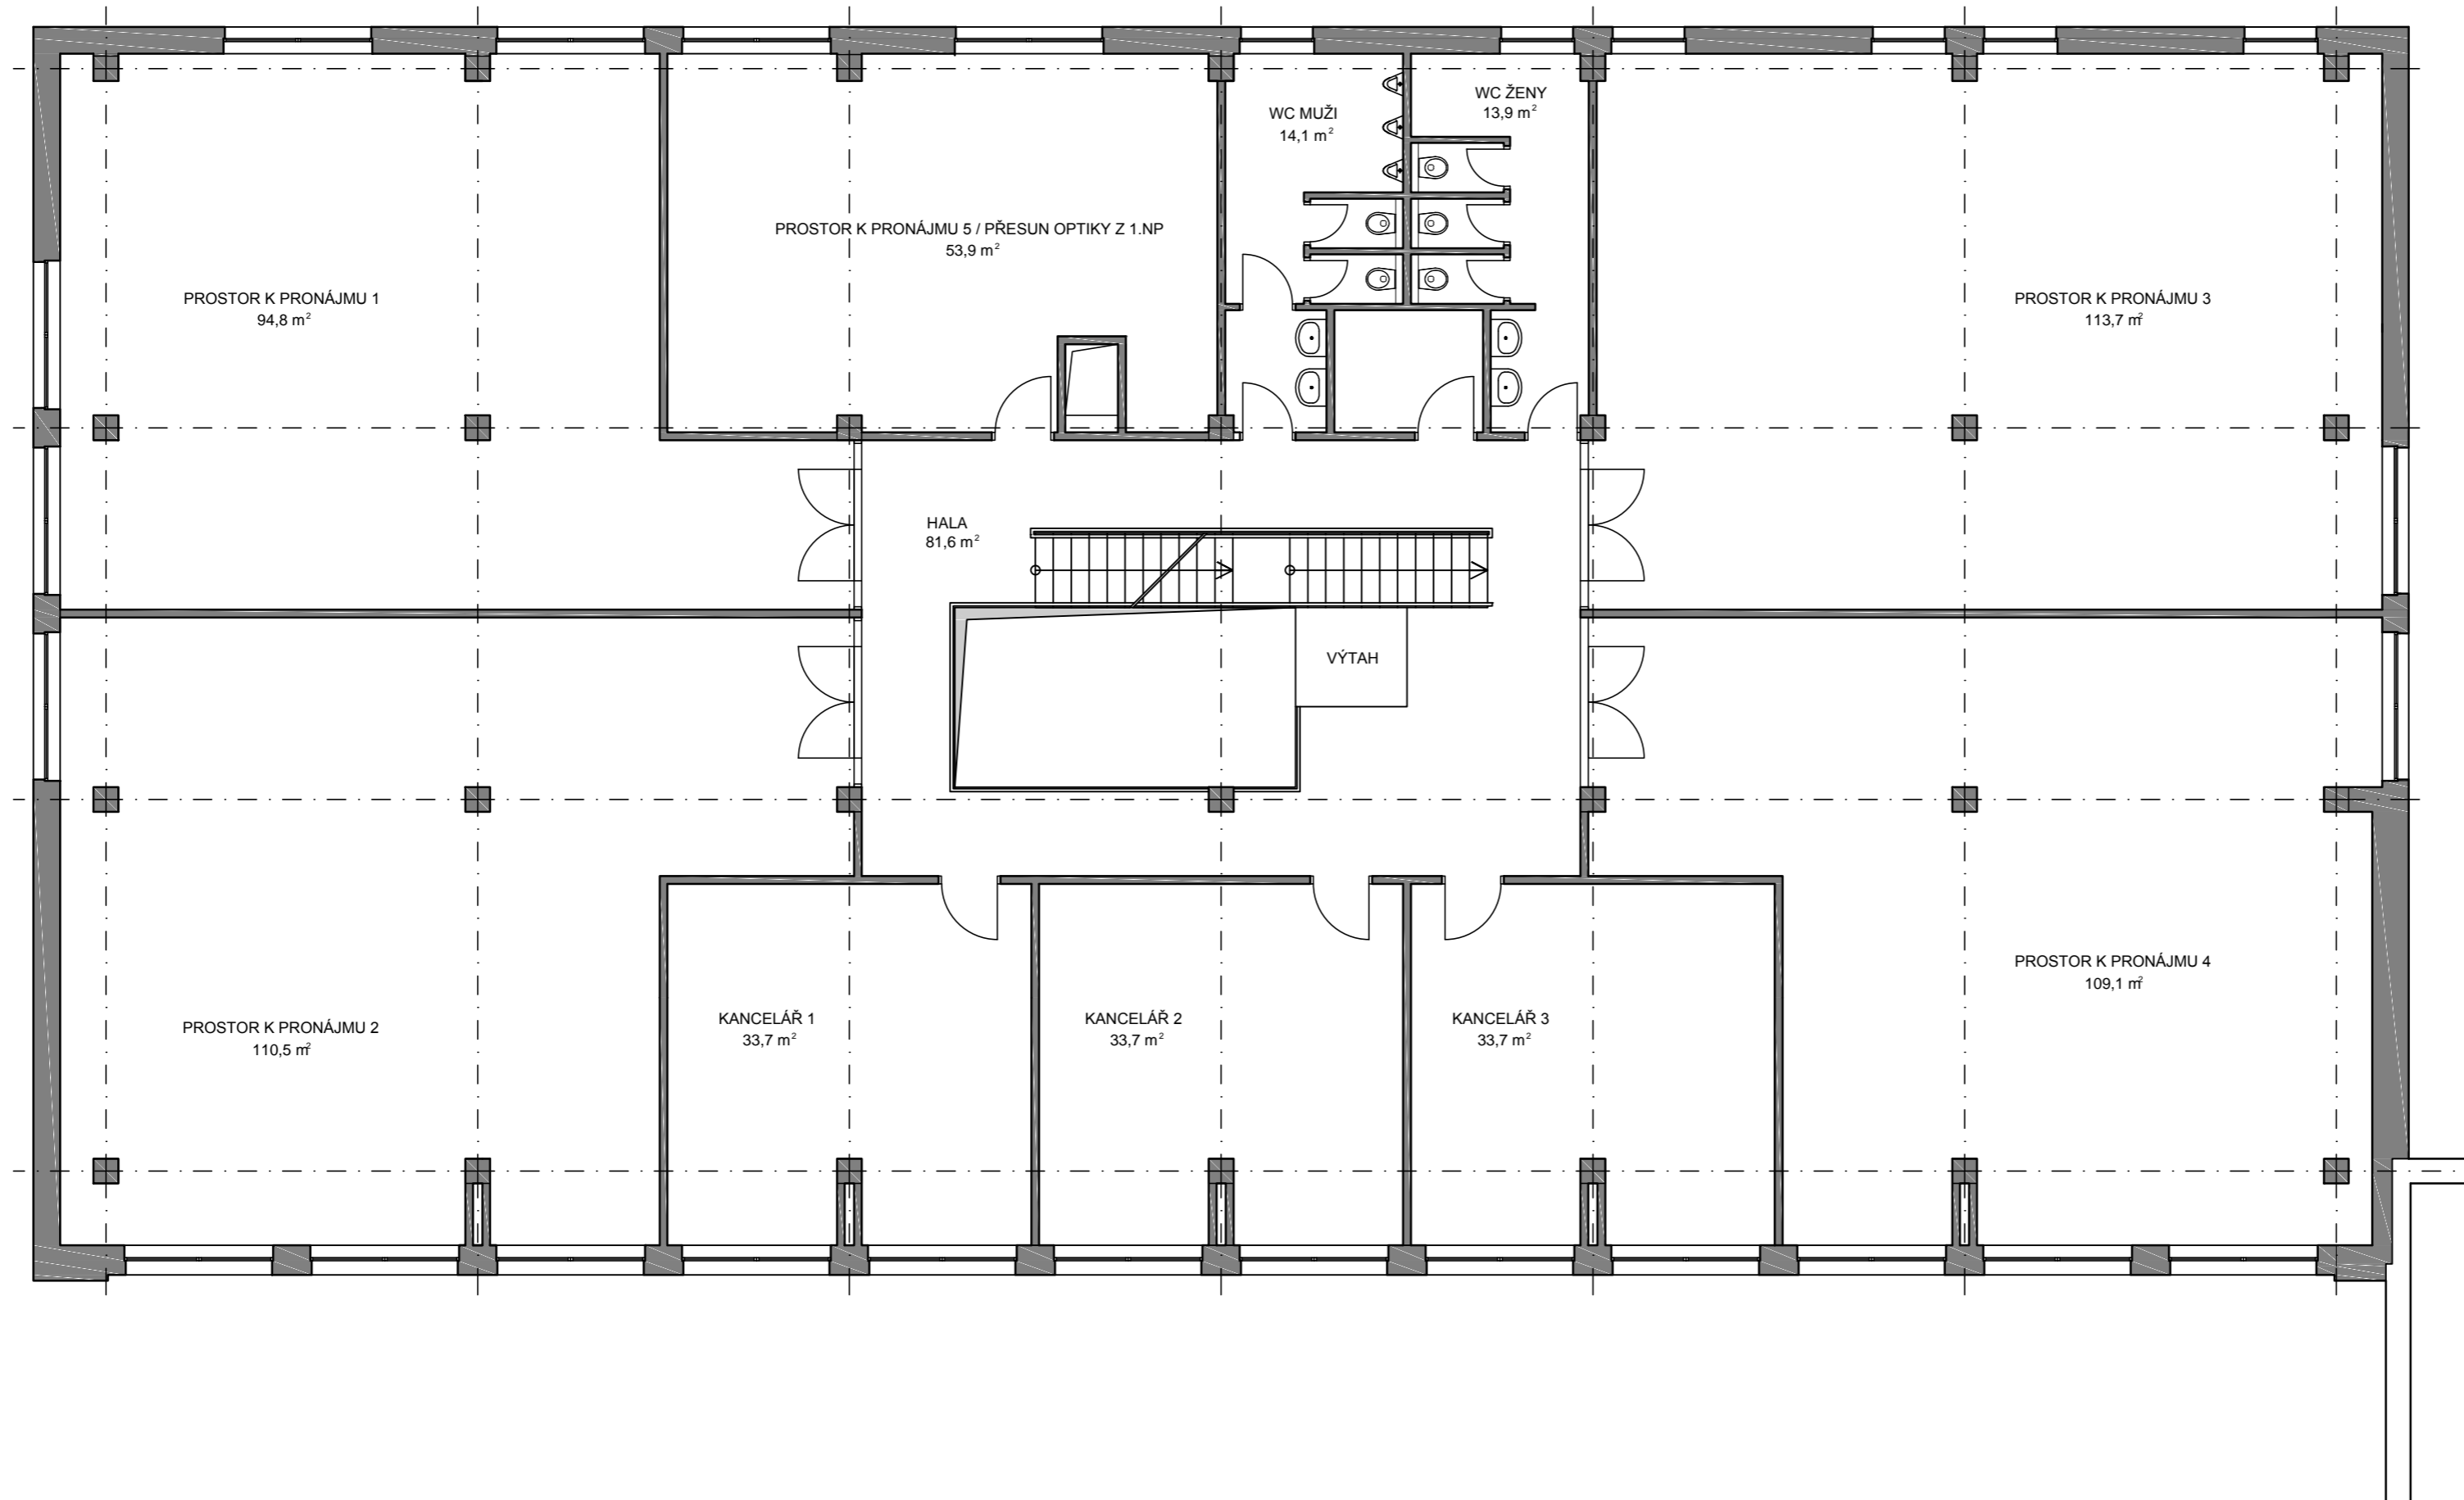 WC ŽENY
13,9 m²
WC MUŽI
14,1 m²
PROSTOR K PRONÁJMU 5 / PŘESUN OPTIKY Z 1.NP
53,9 m²
PROSTOR K PRONÁJMU 1
94,8 m²
PROSTOR K PRONÁJMU 3
113,7 m²
HALA
81,6 m²
VÝTAH
PROSTOR K PRONÁJMU 4
109,1 m²
PROSTOR K PRONÁJMU 2
110,5 m²
KANCELÁŘ 1
33,7 m²
KANCELÁŘ 2
33,7 m²
KANCELÁŘ 3
33,7 m²